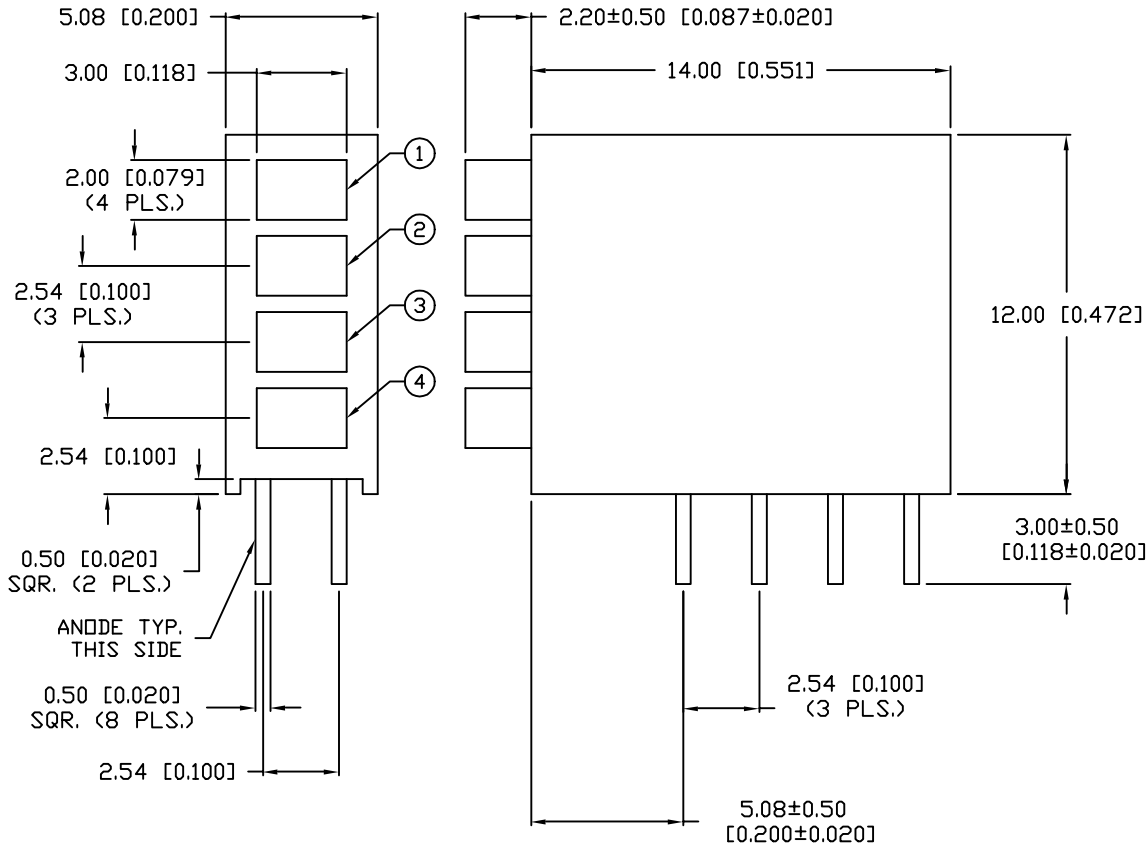 5.08 [0.200]
2.20±0.50 [0.087±0.020]
3.00 [0.118]
14.00 [0.551]
1
2.00 [0.079]
(4 PLS.)
2
2.54 [0.100]
(3 PLS.)
3
12.00 [0.472]
4
2.54 [0.100]
3.00±0.50
[0.118±0.020]
0.50 [0.020]
SQR. (2 PLS.)
ANODE TYP.
THIS SIDE
0.50 [0.020]
SQR. (8 PLS.)
2.54 [0.100]
(3 PLS.)
2.54 [0.100]
5.08±0.50
[0.200±0.020]